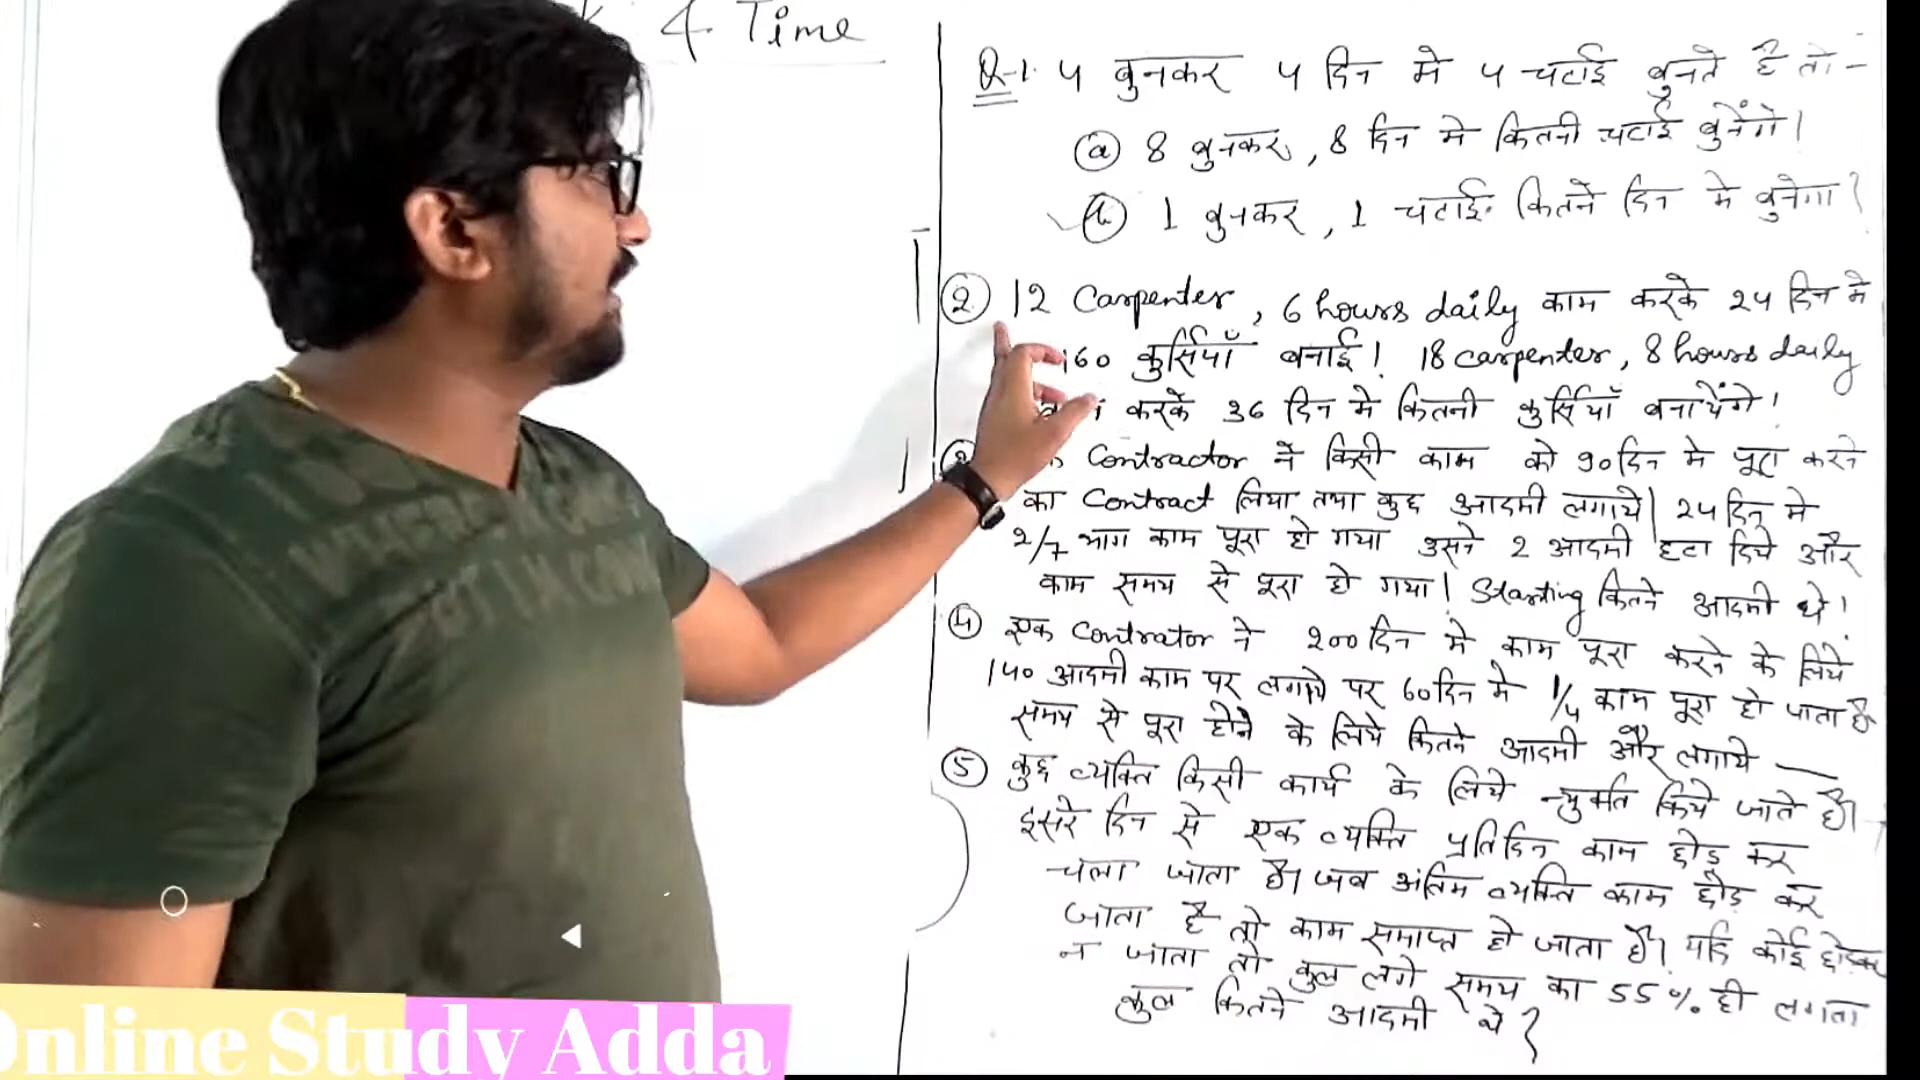 4 Time
Q-1. 4 बुनकर 4 दिन मे 4 चटाई बुनते है तो -
(a) 8 बुनकर, 8 दिन मे कितनी चटाई बुनेंगे।
1 बुनकर, 1 चटाई कितने दिन मे बुनेगा?
(2) 12 Carpenter, 6 hours daily काम करके 24 दिन मे
160 कुर्सियाँ बनाई। 18 carpenter, 8 hours daily
करके 36 दिन मे कितनी कुर्सियाँ बनायेंगे।
Contractor ने किसी काम को 90 दिन मे पूरा करने
का Contract लिया तथा कुछ आदमी लगाये। 24 दिन मे
2/7 भाग काम पूरा हो गया उसने 2 आदमी हटा दिये और
काम समय से पूरा हो गया। Starting कितने आदमी थे।
(4) एक Contrator ने 200 दिन मे काम पूरा करने के लिये
140 आदमी काम पर लगाये पर 60 दिन मे 1/4 काम पूरा हो पाता है
समय से पूरा होने के लिये कितने आदमी और लगाये —
(5) कुछ व्यक्ति किसी कार्य के लिये न्युक्ति किये जाते है।
दूसरे दिन से एक व्यक्ति प्रतिदिन काम छोड़ कर
चला जाता है। जब अंतिम व्यक्ति काम छोड़ कर
जाता है तो काम समाप्त हो जाता है। यदि कोई छोडकर
न जाता तो कुल लगे समय का 55% ही लगता
कुल कितने आदमी थे?
Online Study Adda